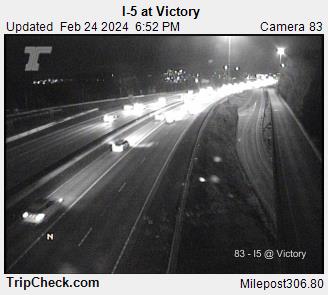 I-5 at Victory
Updated Feb 24 2024 6:52 PM Camera 83
N
83 - I5 @ Victory
TripCheck.com Milepost306.80